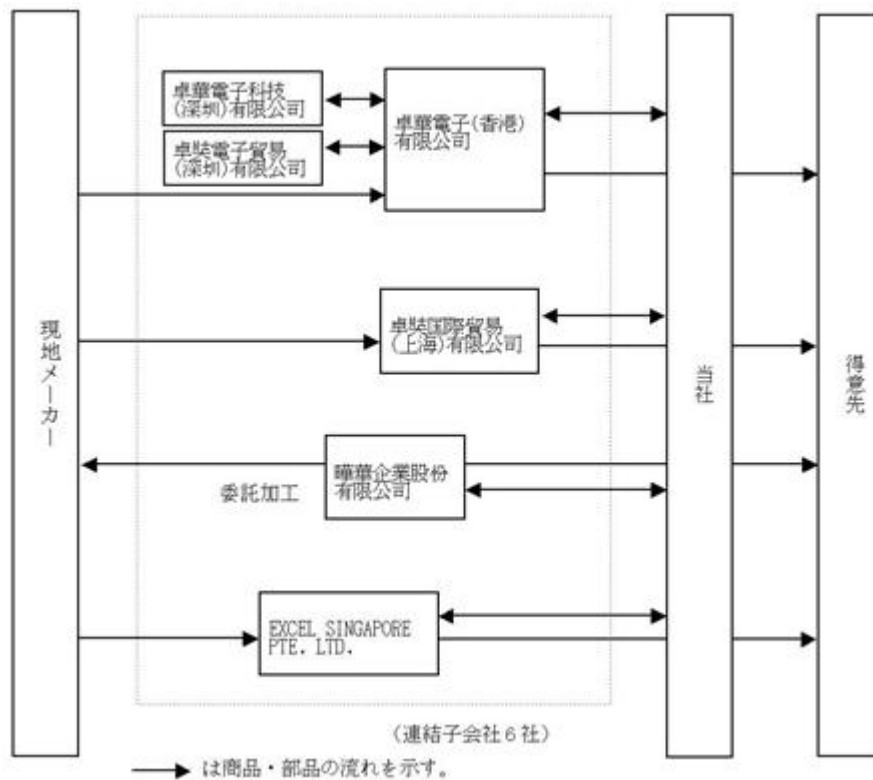 卓華電子科技
(深圳)有限公司
卓奘電子貿易
(深圳)有限公司
卓華電子(香港)
有限公司
現地メーカー
卓奘国際貿易
(上海)有限公司
当社
得意先
曄華企業股份
有限公司
委託加工
EXCEL SINGAPORE
PTE. LTD.
(連結子会社6社)
は商品・部品の流れを示す。